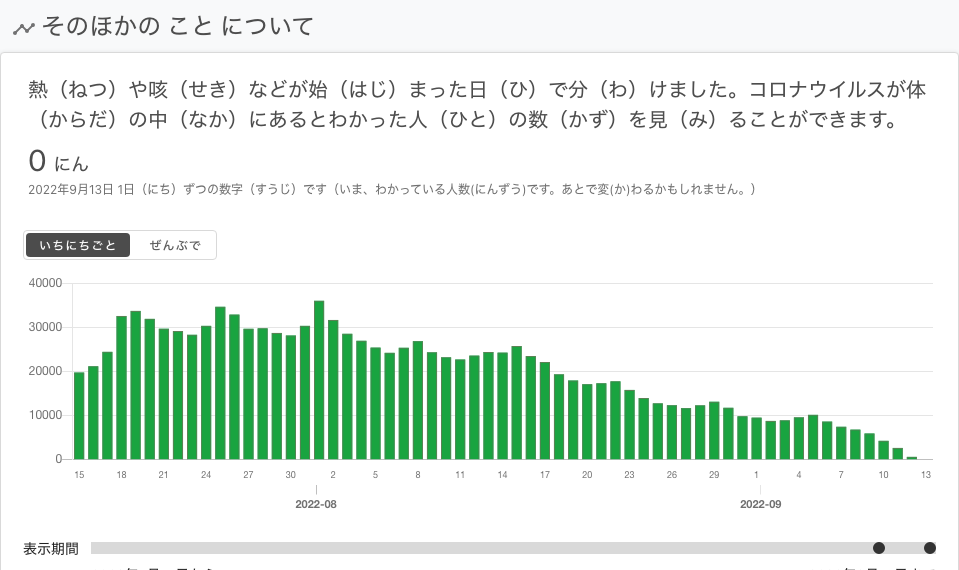 そのほかの こと について
熱（ねつ）や咳（せき）などが始（はじ）まった日（ひ）で分（わ）けました。コロナウイルスが体
（からだ）の中（なか）にあるとわかった人（ひと）の数（かず）を見（み）ることができます。
0 にん
2022年9月13日 1日（にち）ずつの数字（すうじ）です（いま、わかっている人数(にんずう)です。あとで変(か)わるかもしれません。）
いちにちごと ぜんぶで
40000
30000
20000
10000
0
15 18 21 24 27 30 2 5 8 11 14 17 20 23 26 29 1 4 7 10 13
2022-08 2022-09
表示期間